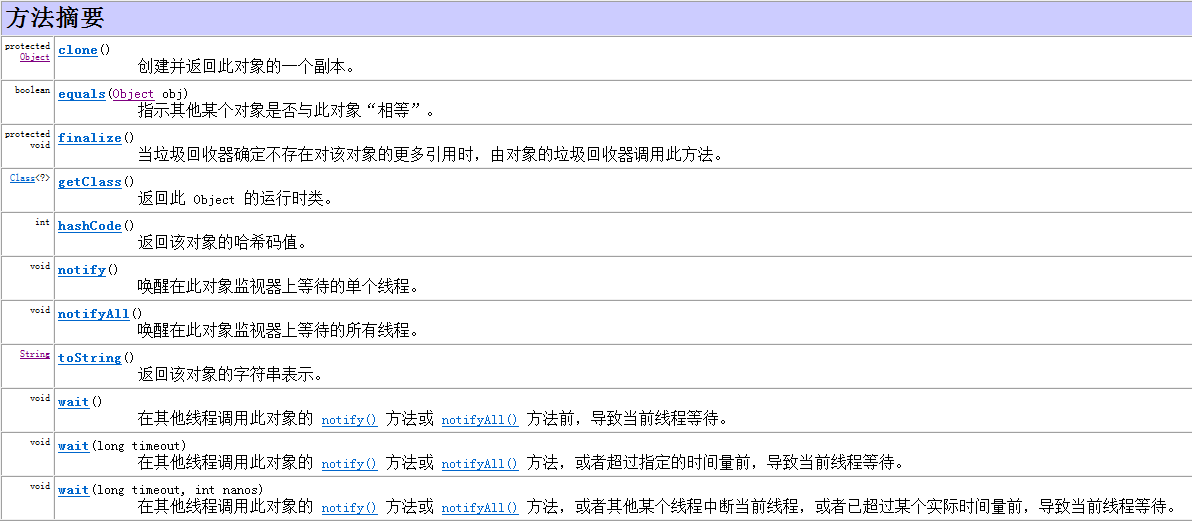 方法摘要
protected Object clone()
创建并返回此对象的一个副本。
boolean equals(Object obj)
指示其他某个对象是否与此对象“相等”。
protected void finalize()
当垃圾回收器确定不存在对该对象的更多引用时，由对象的垃圾回收器调用此方法。
Class<?> getClass()
返回此 Object 的运行时类。
int hashCode()
返回该对象的哈希码值。
void notify()
唤醒在此对象监视器上等待的单个线程。
void notifyAll()
唤醒在此对象监视器上等待的所有线程。
String toString()
返回该对象的字符串表示。
void wait()
在其他线程调用此对象的 notify() 方法或 notifyAll() 方法前，导致当前线程等待。
void wait(long timeout)
在其他线程调用此对象的 notify() 方法或 notifyAll() 方法，或者超过指定的时间量前，导致当前线程等待。
void wait(long timeout, int nanos)
在其他线程调用此对象的 notify() 方法或 notifyAll() 方法，或者其他某个线程中断当前线程，或者已超过某个实际时间量前，导致当前线程等待。